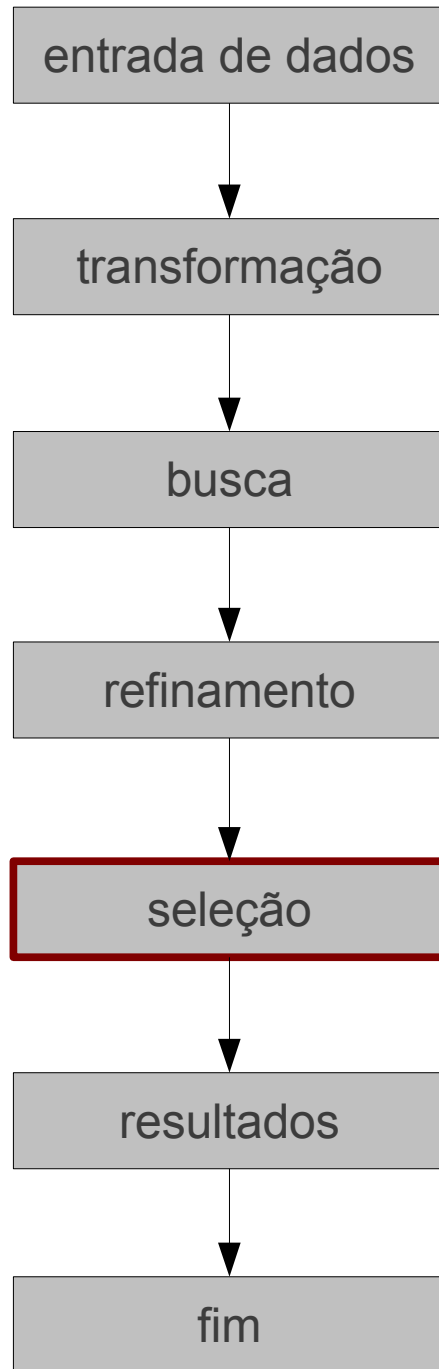 entrada de dados
transformação
busca
refinamento
seleção
resultados
fim